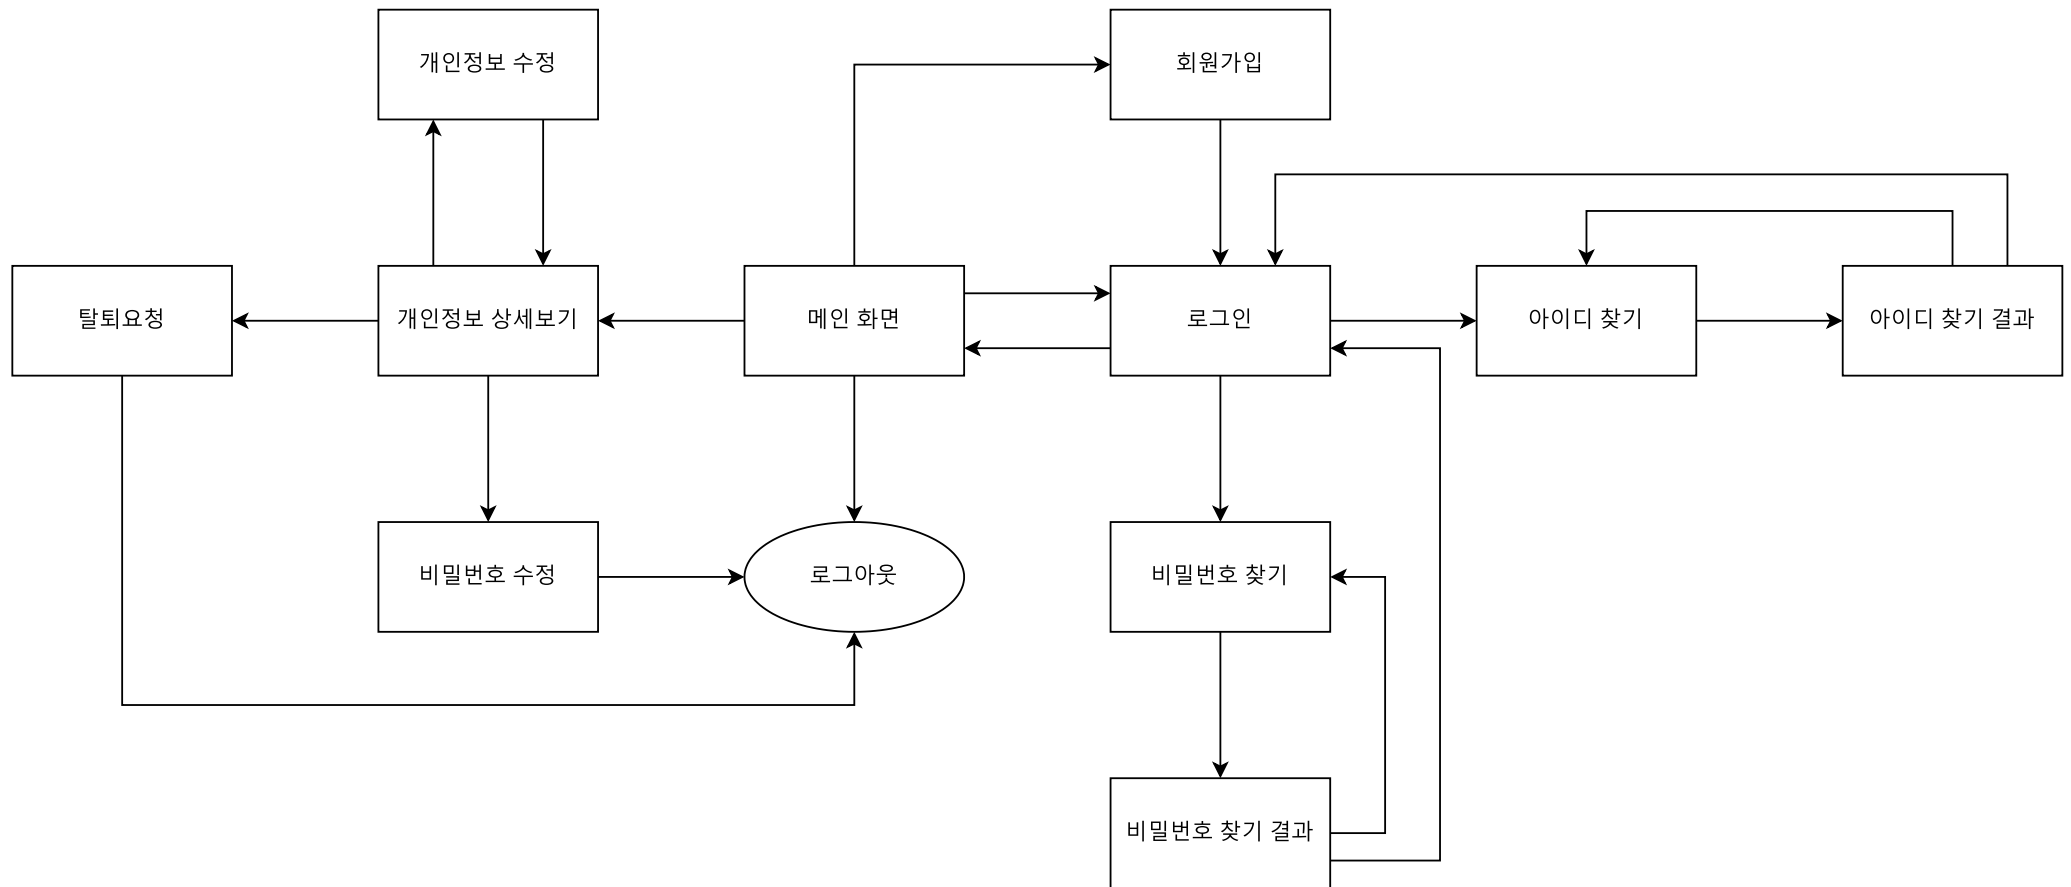 개인정보 수정
회원가입
탈퇴요청
개인정보 상세보기
메인 화면
로그인
아이디 찾기
아이디 찾기 결과
비밀번호 수정
로그아웃
비밀번호 찾기
비밀번호 찾기 결과